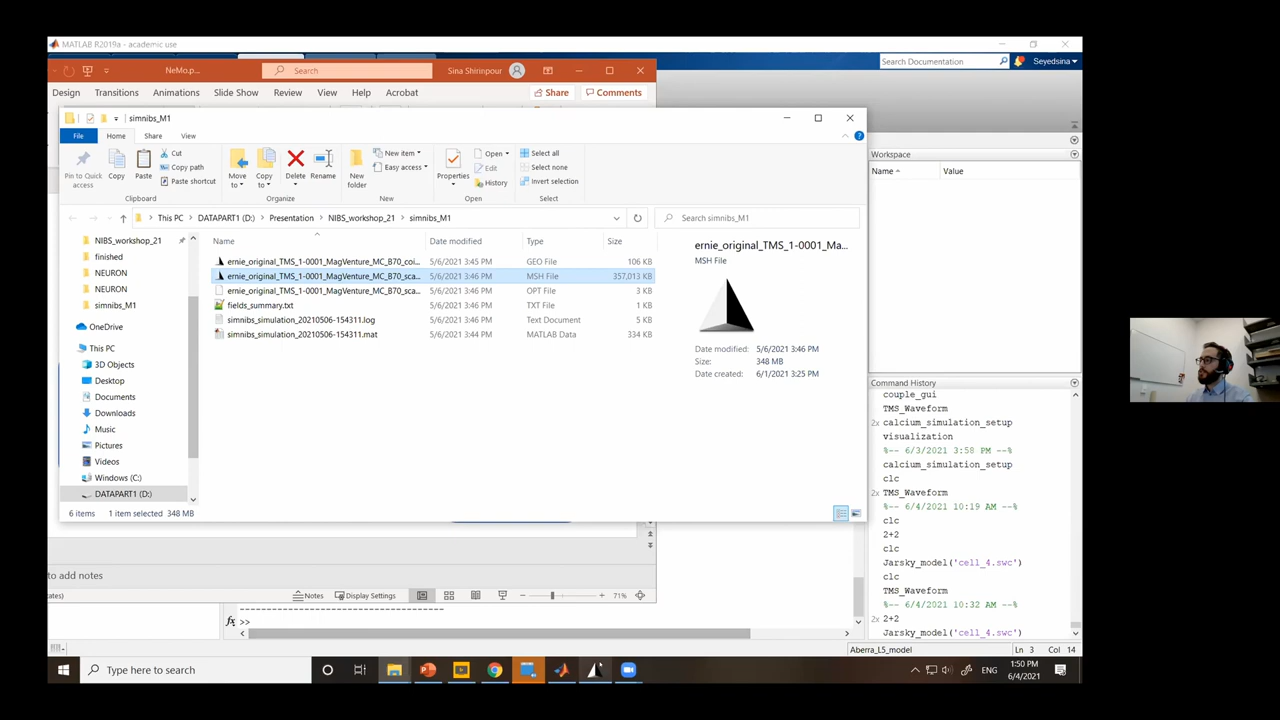 MATLAB R2019a - academic use
Search Documentation
Seyedsina
NeMo.p...
Search
Sina Shirinpour
Design Transitions Animations Slide Show Review View Help Acrobat
Share Comments
simnibs_M1
File Home Share View
Pin to Quick access
Copy
Paste
Cut
Copy path
Paste shortcut
Clipboard
Move to
Copy to
Delete
Rename
Organize
New folder
New item
Easy access
New
Properties
Open
Edit
History
Open
Select all
Select none
Invert selection
Select
This PC > DATAPART1 (D:) > Presentation > NIBS_workshop_21 > simnibs_M1
Search simnibs_M1
NIBS_workshop_21
finished
NEURON
NEURON
simnibs_M1
OneDrive
This PC
3D Objects
Desktop
Documents
Downloads
Music
Pictures
Videos
Windows (C:)
DATAPART1 (D:)
Name Date modified Type Size
ernie_original_TMS_1-0001_MagVenture_MC_B70_coi... 5/6/2021 3:45 PM GEO File 106 KB
ernie_original_TMS_1-0001_MagVenture_MC_B70_sca... 5/6/2021 3:46 PM MSH File 357,013 KB
ernie_original_TMS_1-0001_MagVenture_MC_B70_sca... 5/6/2021 3:46 PM OPT File 3 KB
fields_summary.txt 5/6/2021 3:46 PM TXT File 1 KB
simnibs_simulation_20210506-154311.log 5/6/2021 3:46 PM Text Document 5 KB
simnibs_simulation_20210506-154311.mat 5/6/2021 3:44 PM MATLAB Data 334 KB
ernie_original_TMS_1-0001_MagVenture_MC_B70_Ma...
MSH File
Date modified: 5/6/2021 3:46 PM
Size: 348 MB
Date created: 6/1/2021 3:25 PM
6 items 1 item selected 348 MB
to add notes
ates)
Notes Display Settings 71%
fx >>
Workspace
Name Value
Command History
couple_gui
TMS_Waveform
2x calcium_simulation_setup
visualization
%-- 6/3/2021 3:58 PM --%
calcium_simulation_setup
clc
2x TMS_Waveform
%-- 6/4/2021 10:19 AM --%
clc
2+2
clc
Jarsky_model('cell_4.swc')
clc
TMS_Waveform
%-- 6/4/2021 10:32 AM --%
2x 2+2
Jarsky_model('cell_4.swc')
Aberra_L5_model Ln 3 Col 14
Type here to search
ENG
1:50 PM
6/4/2021